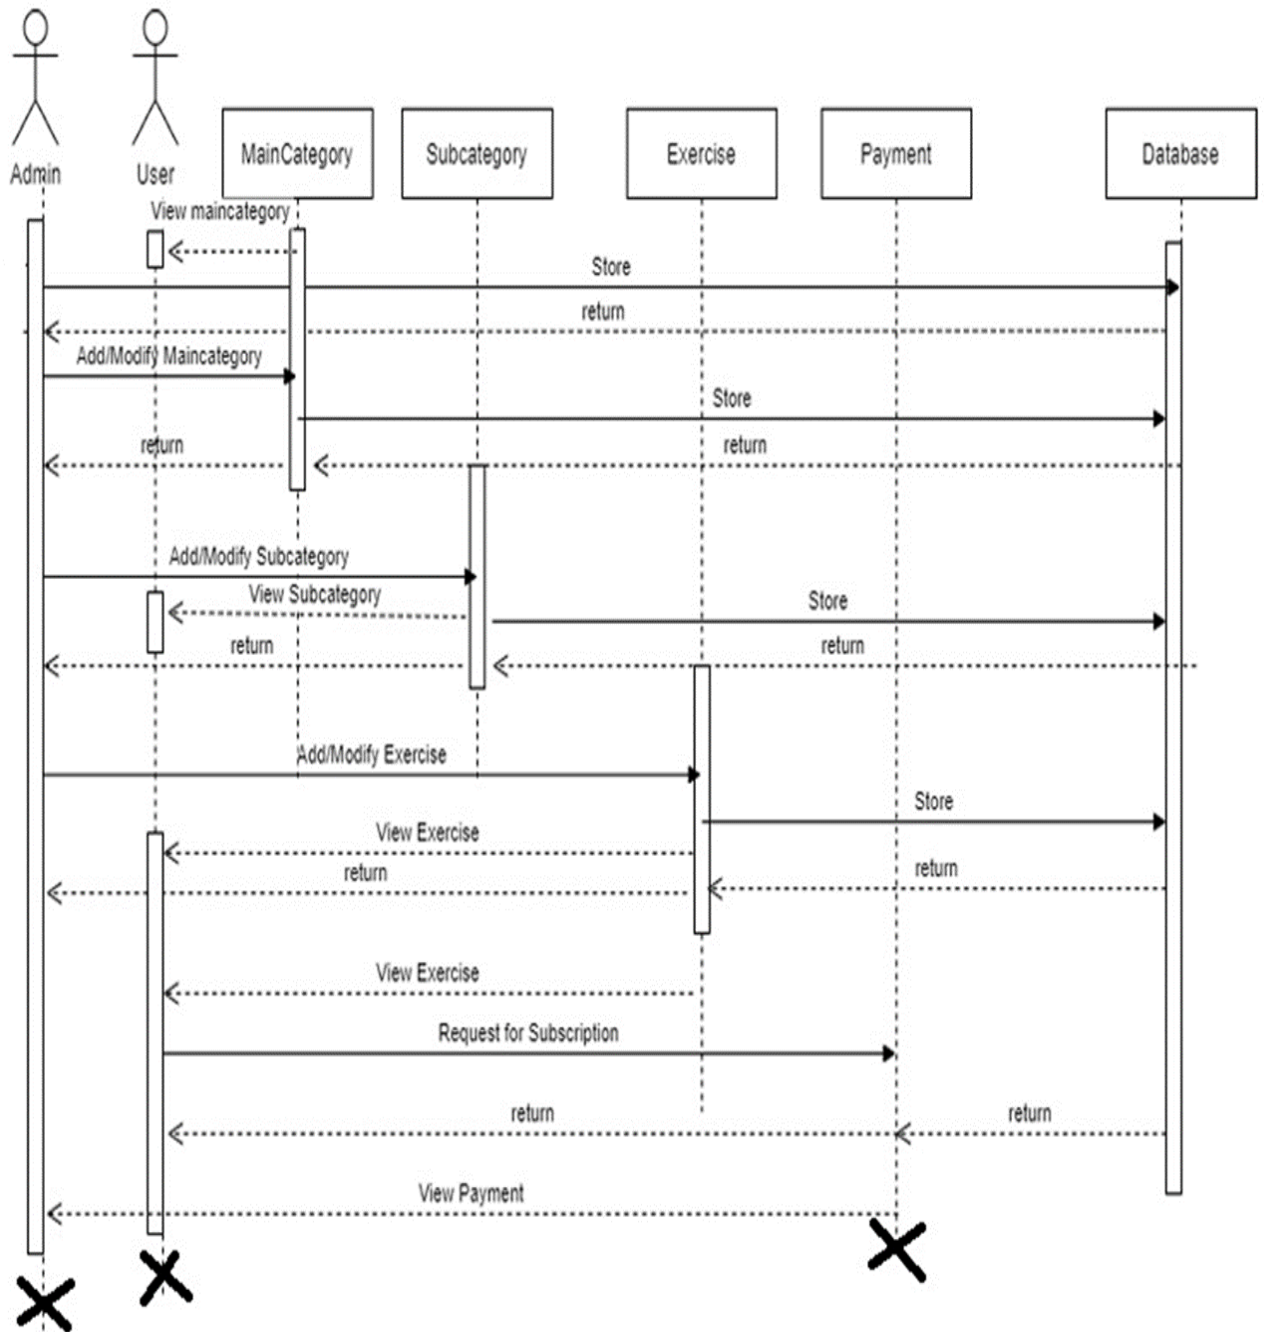 Admin
User
MainCategory
Subcategory
Exercise
Payment
Database
View maincategory
Store
return
Add/Modify Maincategory
Store
return
return
Add/Modify Subcategory
View Subcategory
Store
return
return
Add/Modify Exercise
Store
View Exercise
return
return
View Exercise
Request for Subscription
return
return
View Payment